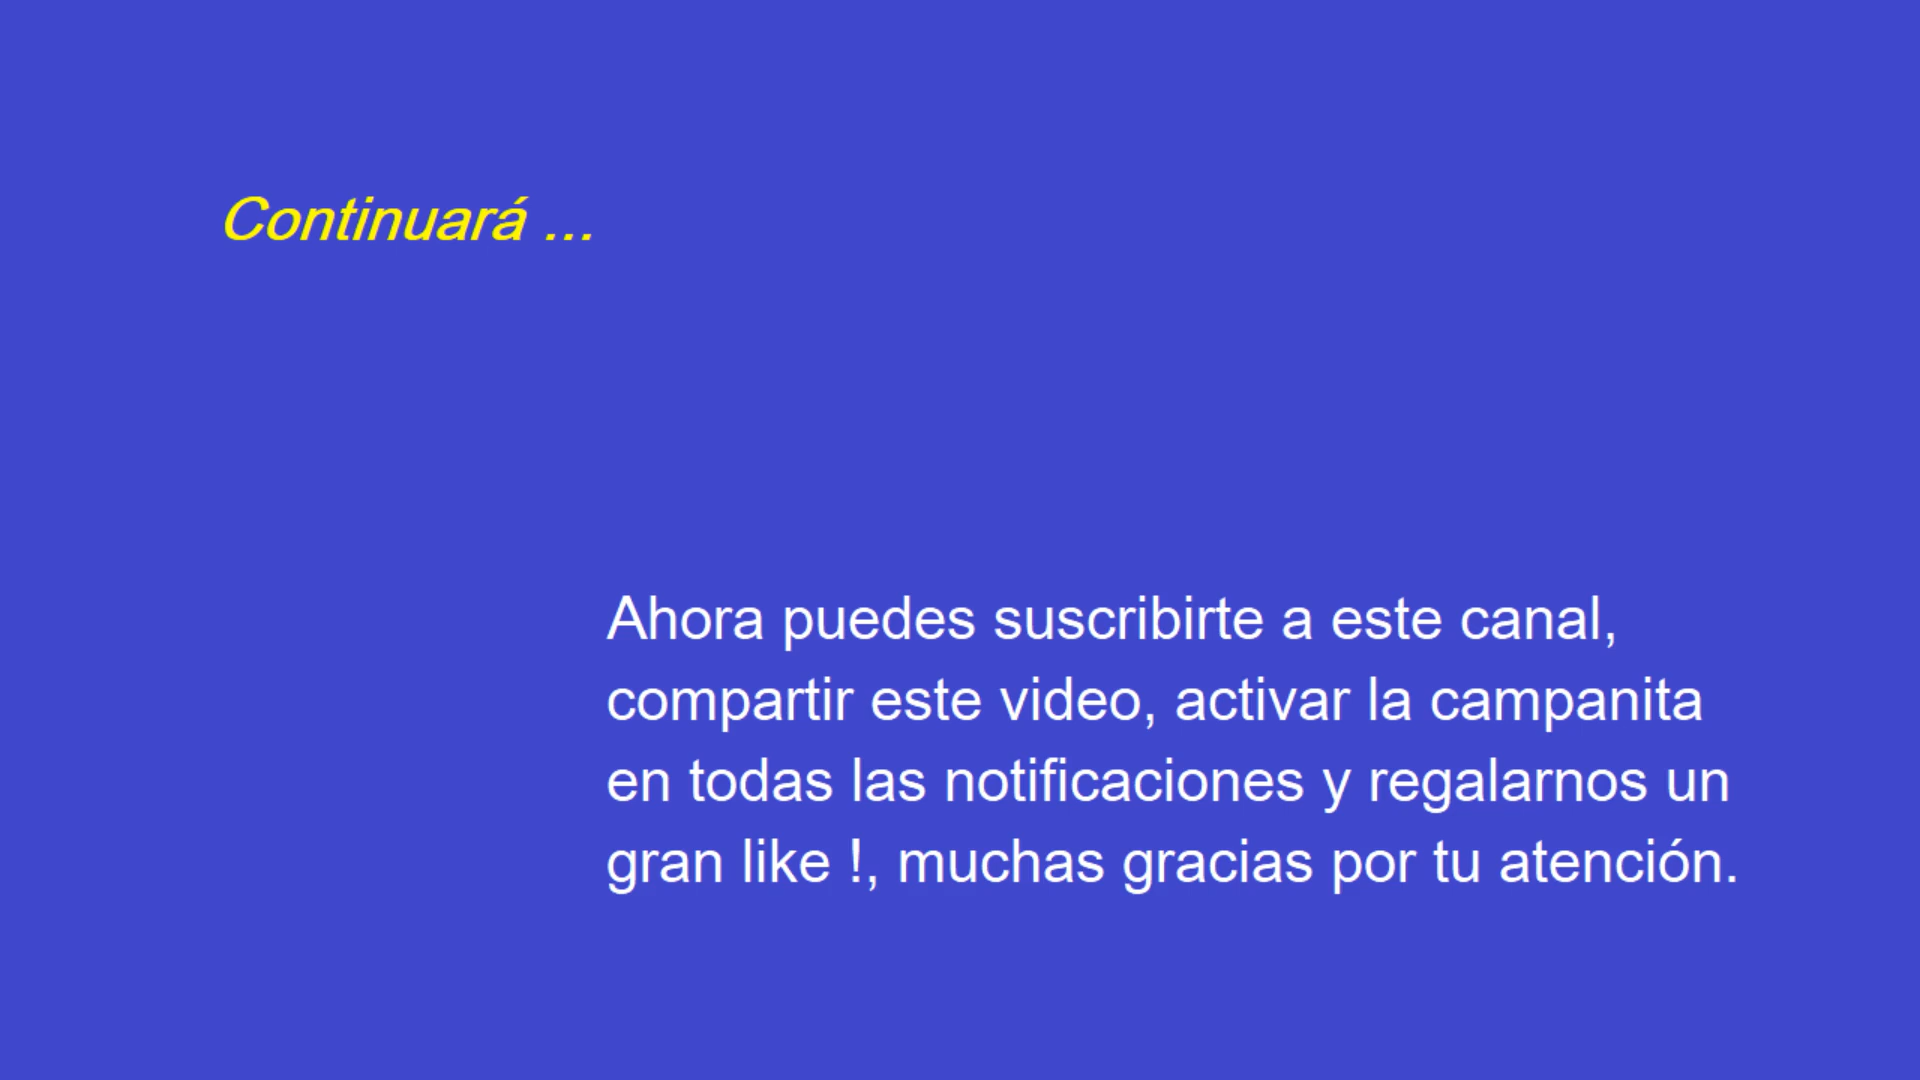 Continuará ...
Ahora puedes suscribirte a este canal,
compartir este video, activar la campanita
en todas las notificaciones y regalarnos un
gran like !, muchas gracias por tu atención.